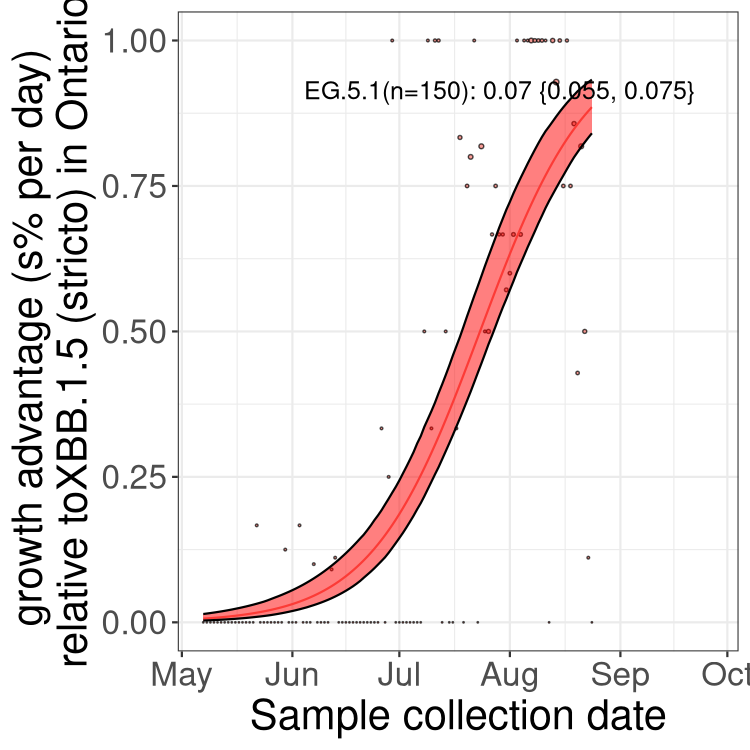 growth advantage (s% per day)
relative toXBB.1.5 (stricto) in Ontario
1.00
EG.5.1(n=150): 0.07 {0.055, 0.075}
0.75
0.50
0.25
0.00
May Jun Jul Aug Sep Oct
Sample collection date